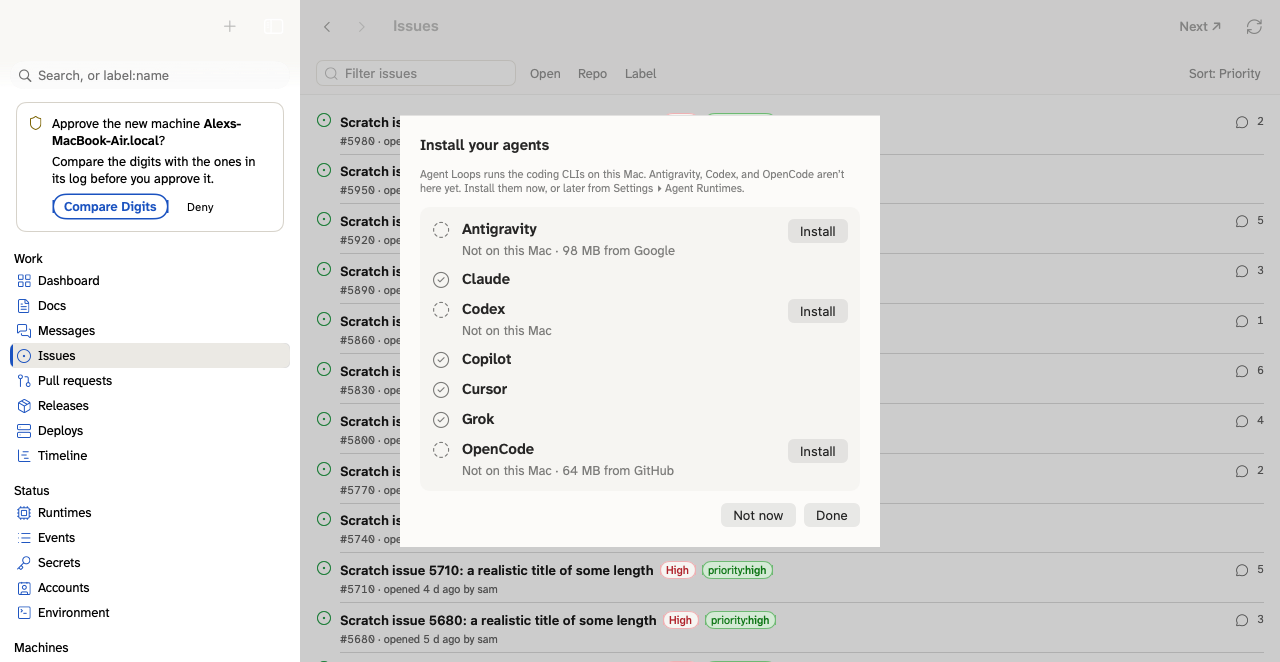 Search, or label:name
Approve the new machine Alexs-
MacBook-Air.local?
Compare the digits with the ones in
its log before you approve it.
Compare Digits
Deny
Work
Dashboard
Docs
Messages
Issues
Pull requests
Releases
Deploys
Timeline
Status
Runtimes
Events
Secrets
Accounts
Environment
Machines
Issues
Next ↗
Filter issues
Open
Repo
Label
Sort: Priority
Scratch is
2
#5980 · ope
Scratch is
#5950 · ope
Scratch is
5
#5920 · ope
Scratch is
3
#5890 · ope
Scratch is
1
#5860 · ope
Scratch is
6
#5830 · ope
Scratch is
4
#5800 · ope
Scratch is
2
#5770 · ope
Scratch is
#5740 · ope
Scratch issue 5710: a realistic title of some length High priority:high
5
#5710 · opened 4 d ago by sam
Scratch issue 5680: a realistic title of some length High priority:high
3
#5680 · opened 5 d ago by sam
Install your agents
Agent Loops runs the coding CLIs on this Mac. Antigravity, Codex, and OpenCode aren't
here yet. Install them now, or later from Settings ▸ Agent Runtimes.
Antigravity
Install
Not on this Mac · 98 MB from Google
Claude
Codex
Install
Not on this Mac
Copilot
Cursor
Grok
OpenCode
Install
Not on this Mac · 64 MB from GitHub
Not now
Done